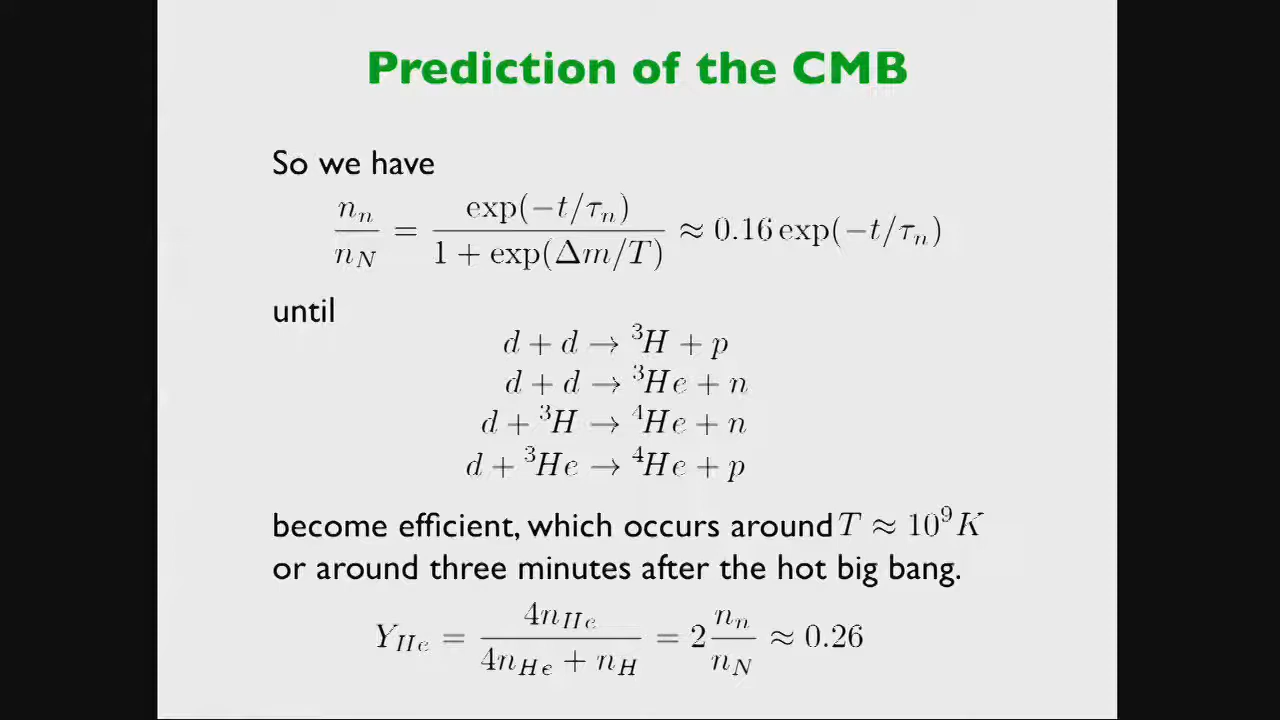 Prediction of the CMB
So we have
n_n / n_N = exp(−t/τ_n) / (1 + exp(Δm/T)) ≈ 0.16 exp(−t/τ_n)
until
d + d → ³H + p
d + d → ³He + n
d + ³H → ⁴He + n
d + ³He → ⁴He + p
become efficient, which occurs around T ≈ 10⁹K
or around three minutes after the hot big bang.
Y_He = 4n_He / (4n_He + n_H) = 2 n_n / n_N ≈ 0.26